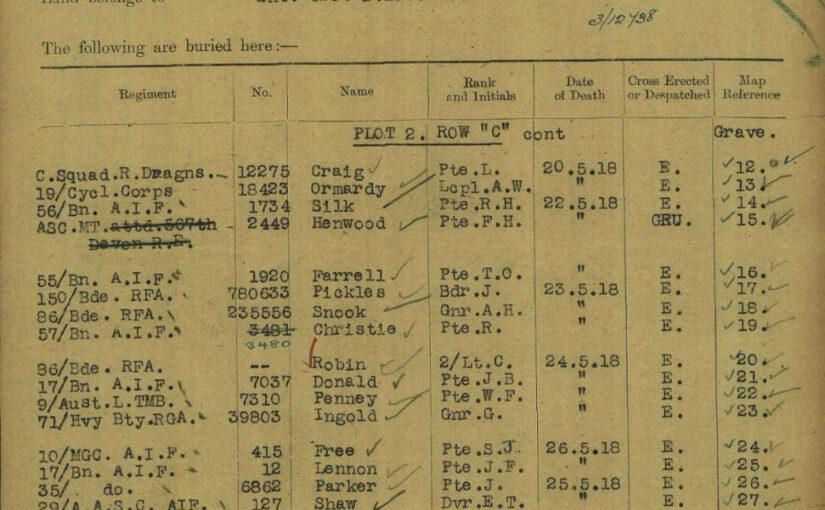 3/12/38
The following are buried here:—
Regiment No. Name Rank and Initials Date of Death Cross Erected or Despatched Map Reference
PLOT 2. ROW "C" cont Grave.
C.Squad.R.Dragns. 12275 Craig Pte.L. 20.5.18 E. 12.
19/Cycl.Corps 18423 Ormardy Lcpl.A.W. " E. 13
56/Bn. A.I.F. 1734 Silk Pte.R.H. 22.5.18 E. 14.
ASC.MT.attd.567th 2449 Henwood Pte.F.H. " GRU. 15.
Devon R.E.
55/Bn. A.I.F. 1920 Farrell Pte.T.O. " E. 16.
150/Bde. RFA. 780633 Pickles Bdr.J. 23.5.18 E. 17.
86/Bde. RFA. 235556 Snook Gnr.A.H. " E. 18.
57/Bn. A.I.F. 3481 Christie Pte.R. " E. 19.
3480
86/Bde. RFA. -- Robin 2/Lt.C. 24.5.18 E. 20.
17/Bn. A.I.F. 7037 Donald Pte.J.B. " E. 21.
9/Aust.L.TMB. 7310 Penney Pte.W.F. " E. 22.
71/Hvy Bty.RGA. 39803 Ingold Gnr.G. " E. 23.
10/MGC. A.I.F. 415 Free Pte.S.J. 26.5.18 E. 24.
17/Bn. A.I.F. 12 Lennon Pte.J.F. " E. 25.
35/ do. 6862 Parker Pte.J. 25.5.18 E. 26.
29/A.A.S.C. AIF. 127 Shaw Dvr.E.T. " E. 27.